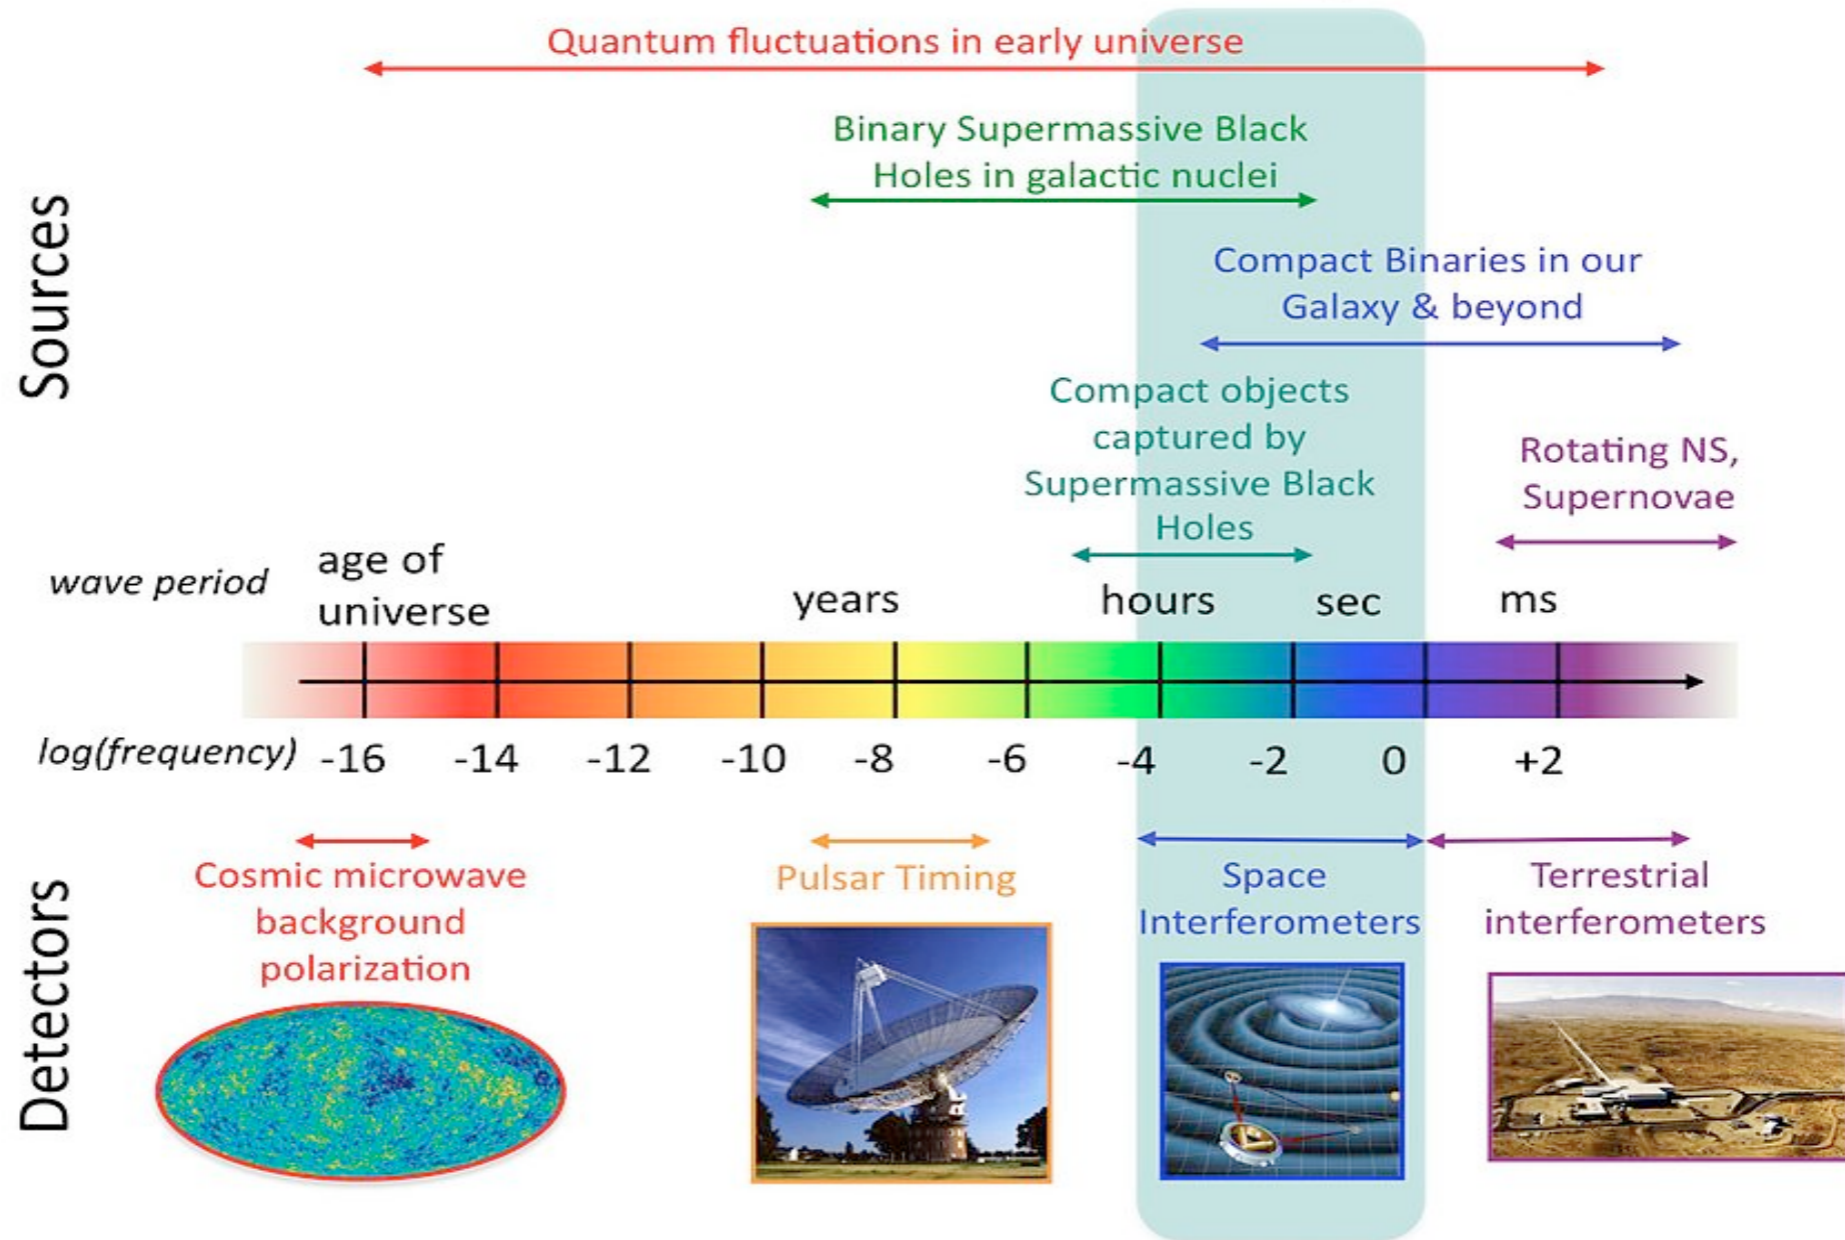 Quantum fluctuations in early universe
Binary Supermassive Black
Holes in galactic nuclei
Compact Binaries in our
Galaxy & beyond
Compact objects
captured by
Supermassive Black
Holes
Rotating NS,
Supernovae
Sources
wave period
age of
universe
years
hours
sec
ms
log(frequency)
-16
-14
-12
-10
-8
-6
-4
-2
0
+2
Detectors
Cosmic microwave
background
polarization
Pulsar Timing
Space
Interferometers
Terrestrial
interferometers